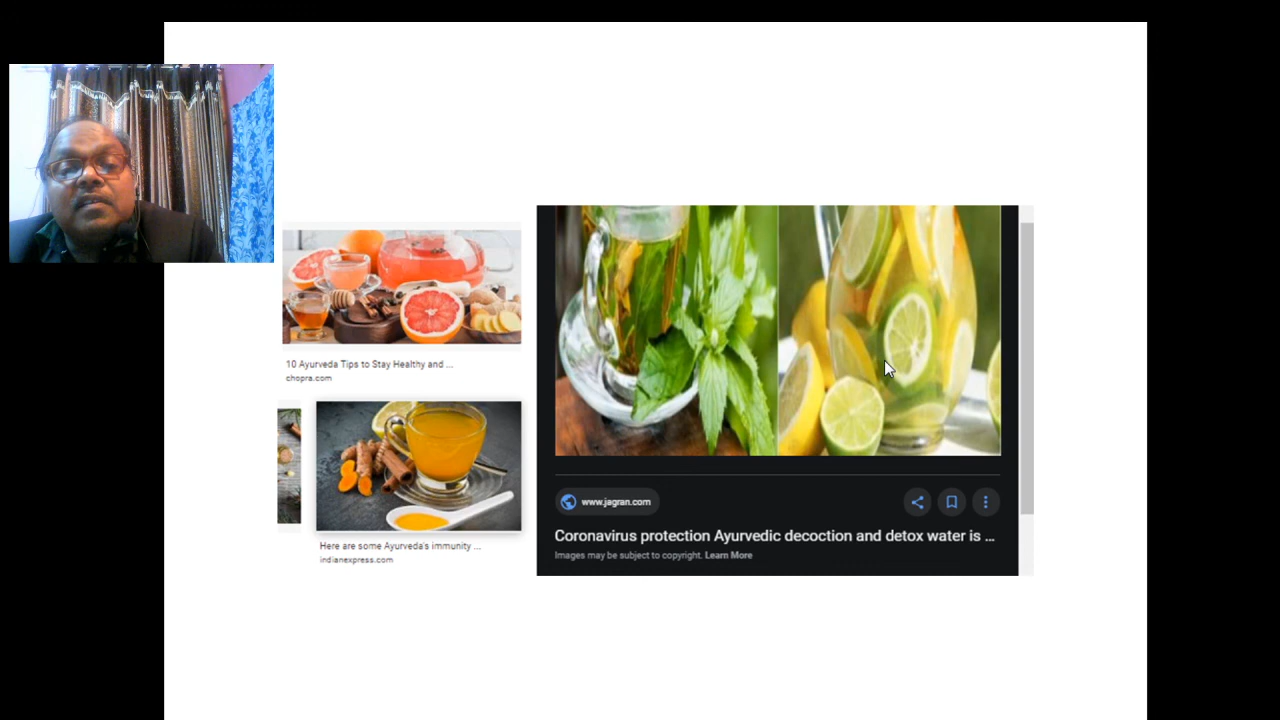 10 Ayurveda Tips to Stay Healthy and ...
chopra.com
Here are some Ayurveda's immunity ...
indianexpress.com
www.jagran.com
Coronavirus protection Ayurvedic decoction and detox water is ...
Images may be subject to copyright. Learn More